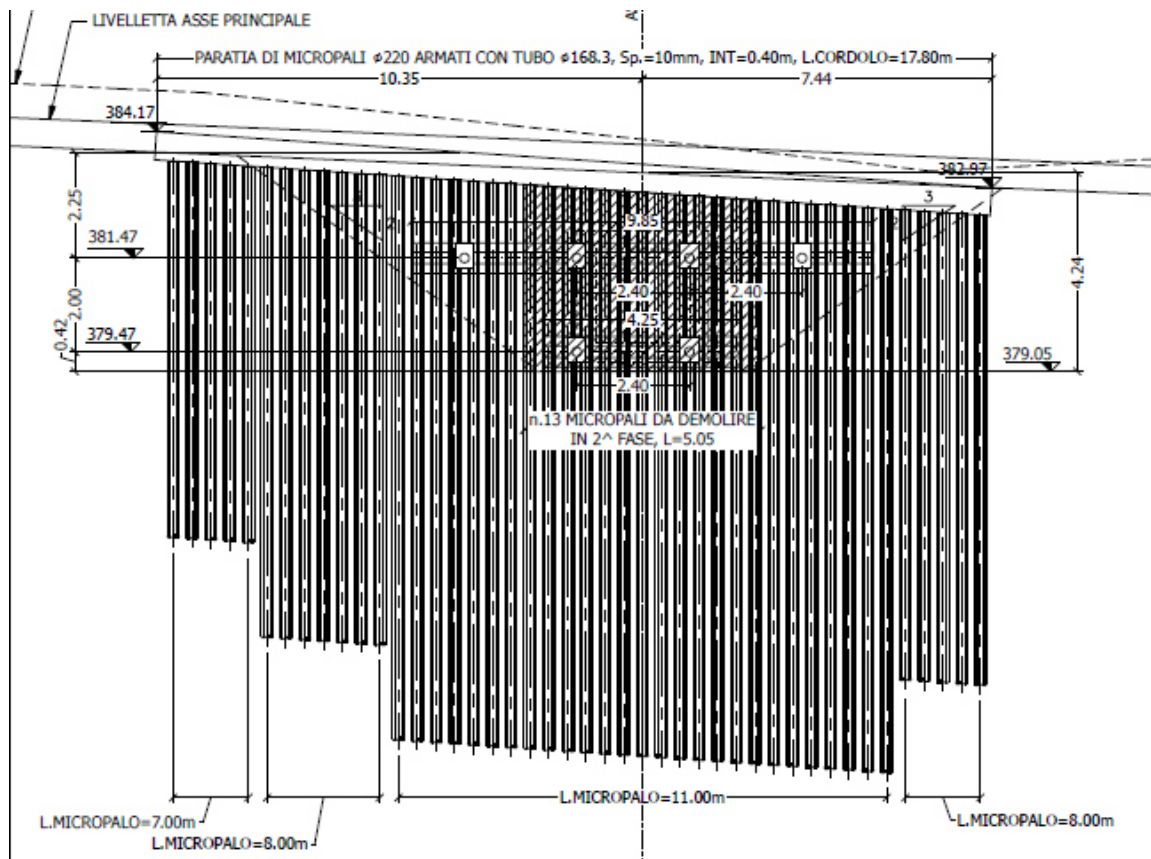 LIVELLETTA ASSE PRINCIPALE
PARATIA DI MICROPALI ϕ220 ARMATI CON TUBO ϕ168.3, Sp.=10mm, INT=0.40m, L.CORDOLO=17.80m
10.35
7.44
384.17
382.97
2.25
3
2
9.85
381.47
4.24
2.40
2.40
2.00
4.25
0.42
379.47
379.05
2.40
n.13 MICROPALI DA DEMOLIRE
IN 2^ FASE, L=5.05
L.MICROPALO=11.00m
L.MICROPALO=7.00m
L.MICROPALO=8.00m
L.MICROPALO=8.00m